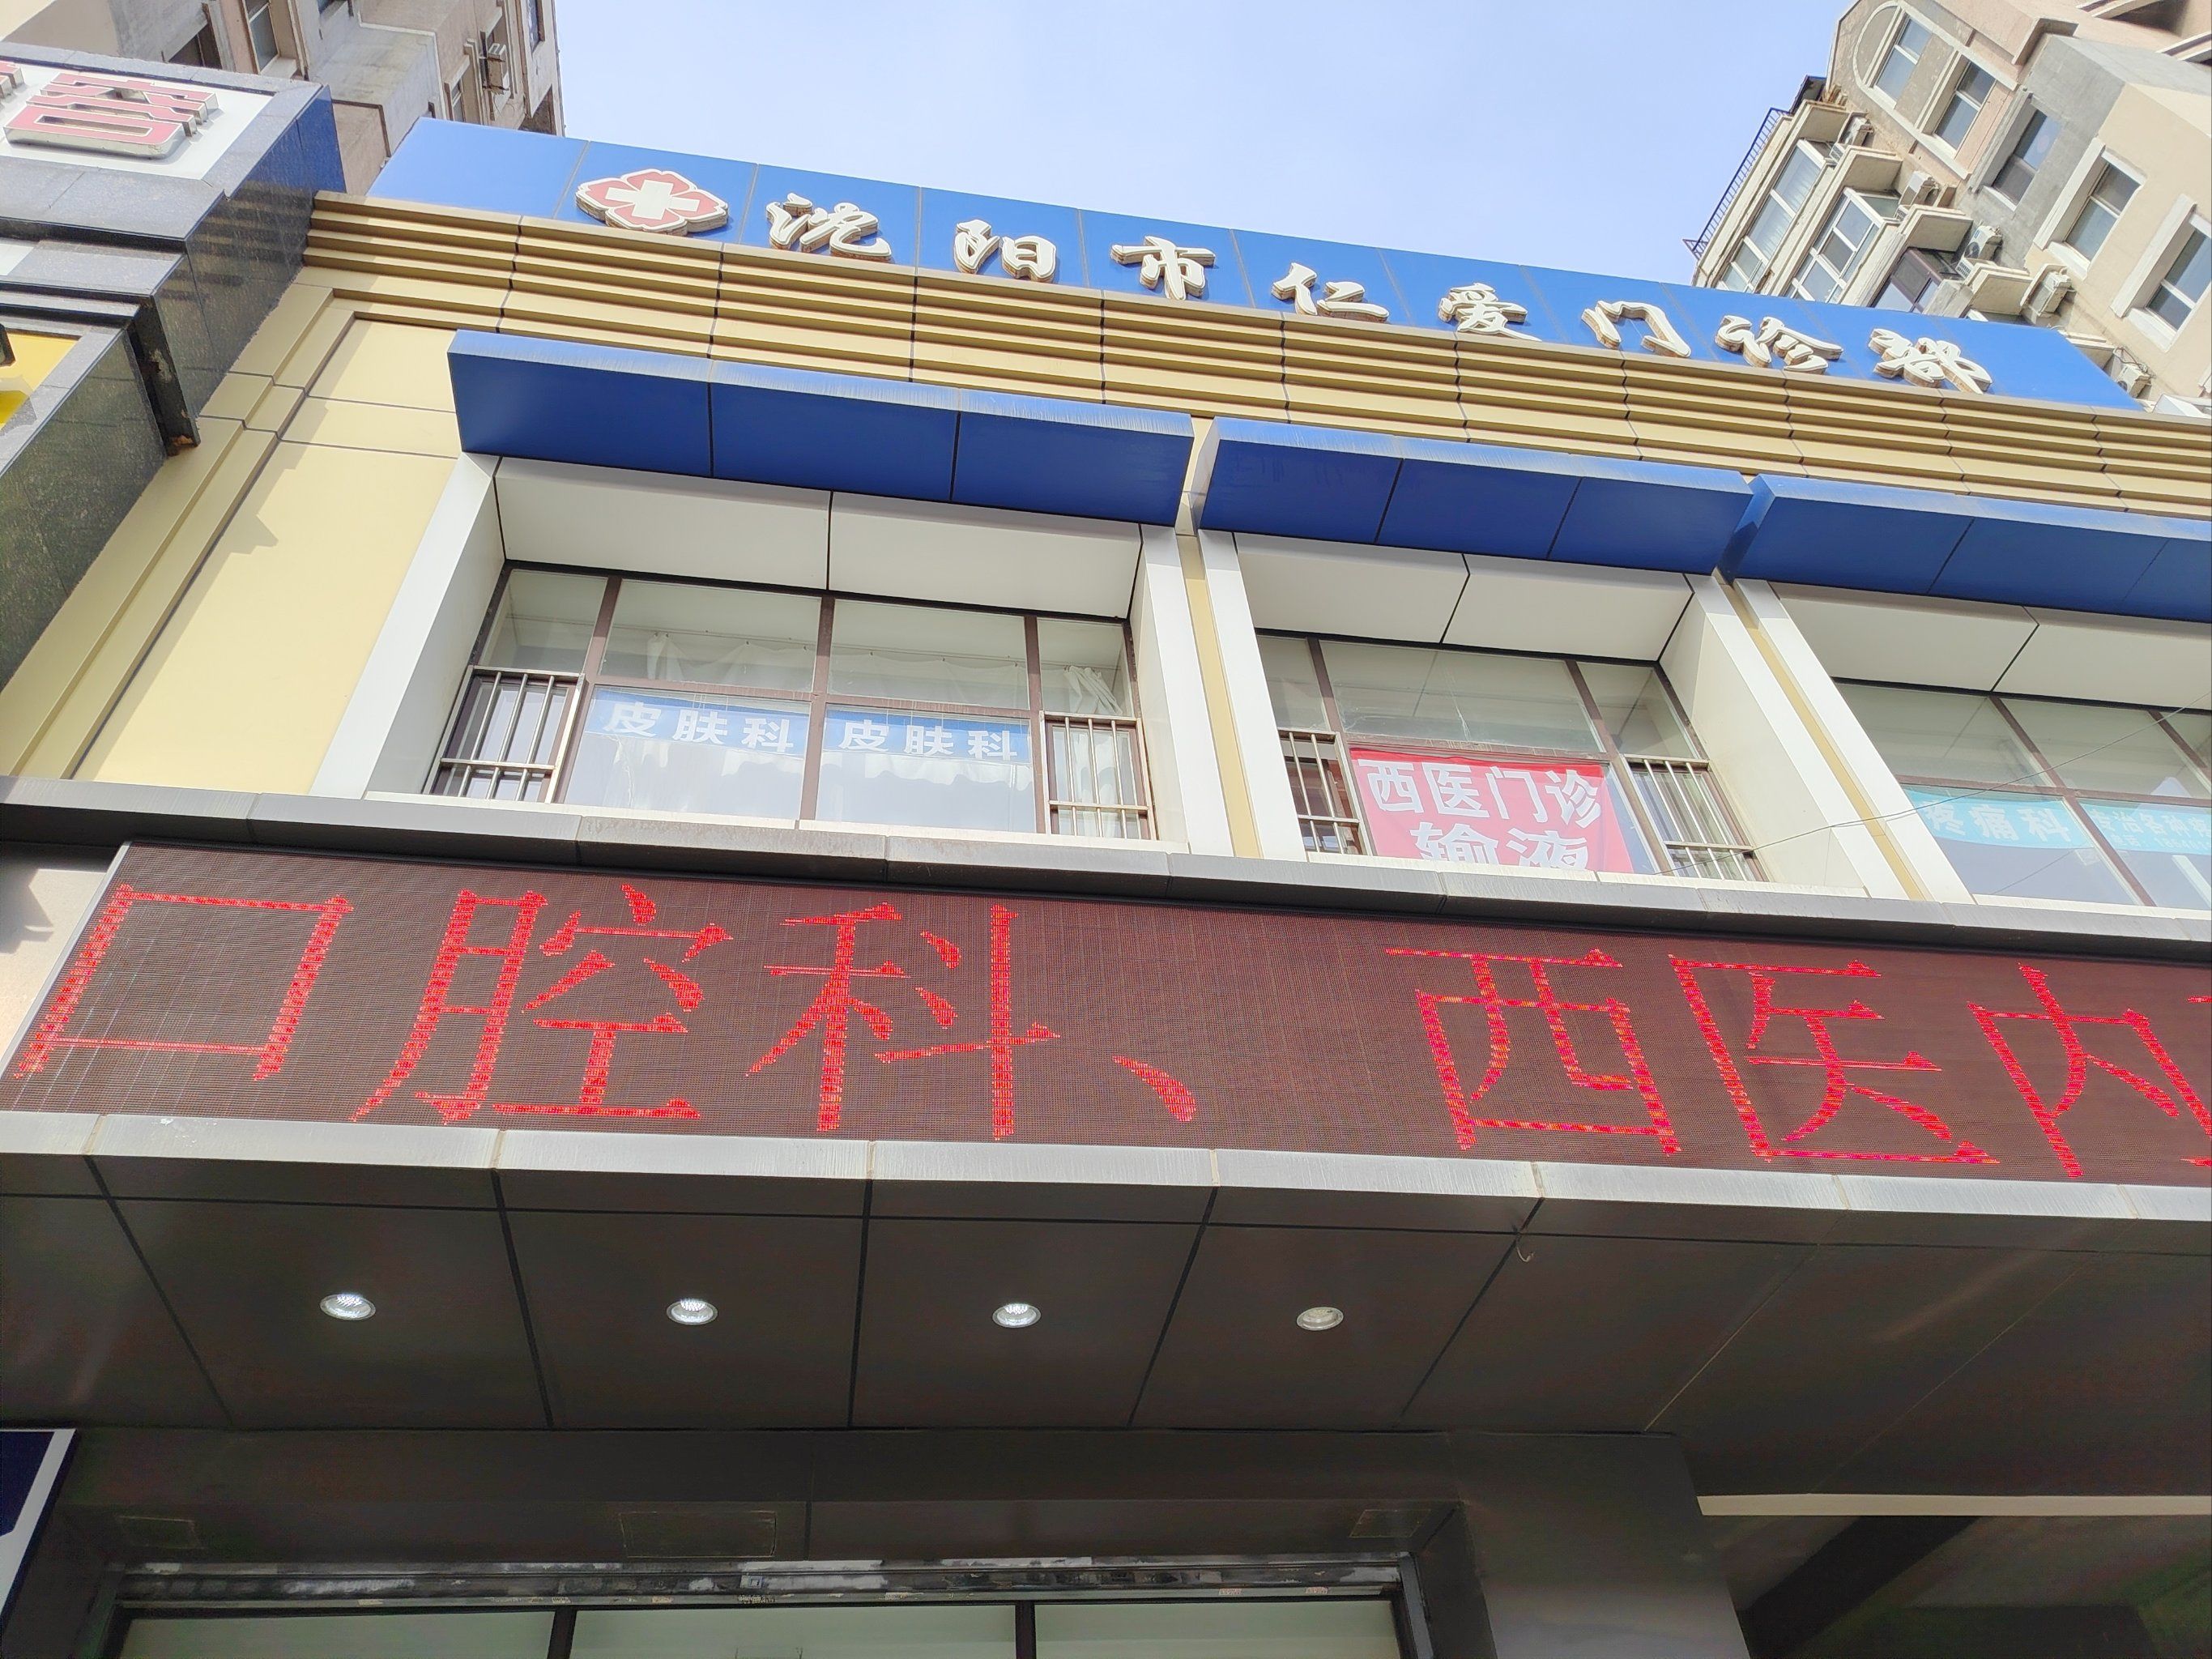 沈阳市仁爱门诊部
皮肤科 皮肤科
西医门诊
输液
疼痛科
口腔科、 西医内